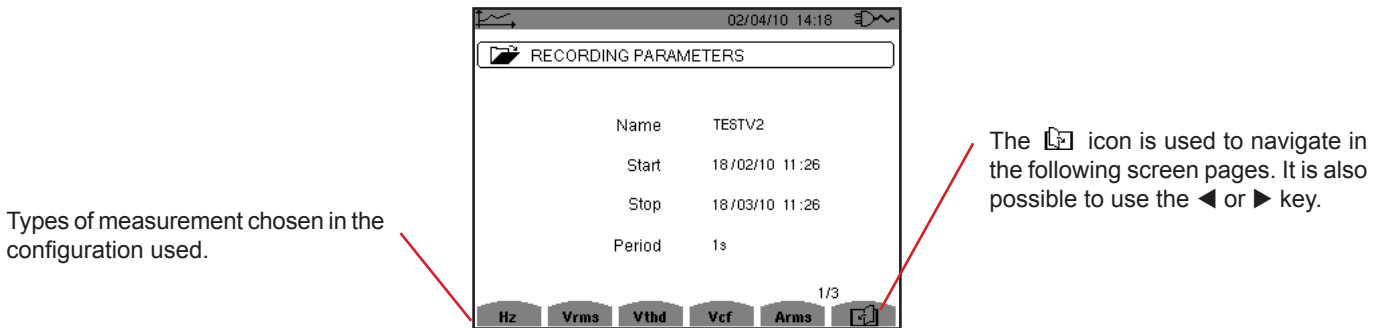 02/04/10 14:18
RECORDING PARAMETERS
Name TESTV2
Start 18/02/10 11:26
Stop 18/03/10 11:26
Period 1s
1/3
Hz Vrms Vthd Vcf Arms
Types of measurement chosen in the
configuration used.
The icon is used to navigate in
the following screen pages. It is also
possible to use the ◄ or ► key.